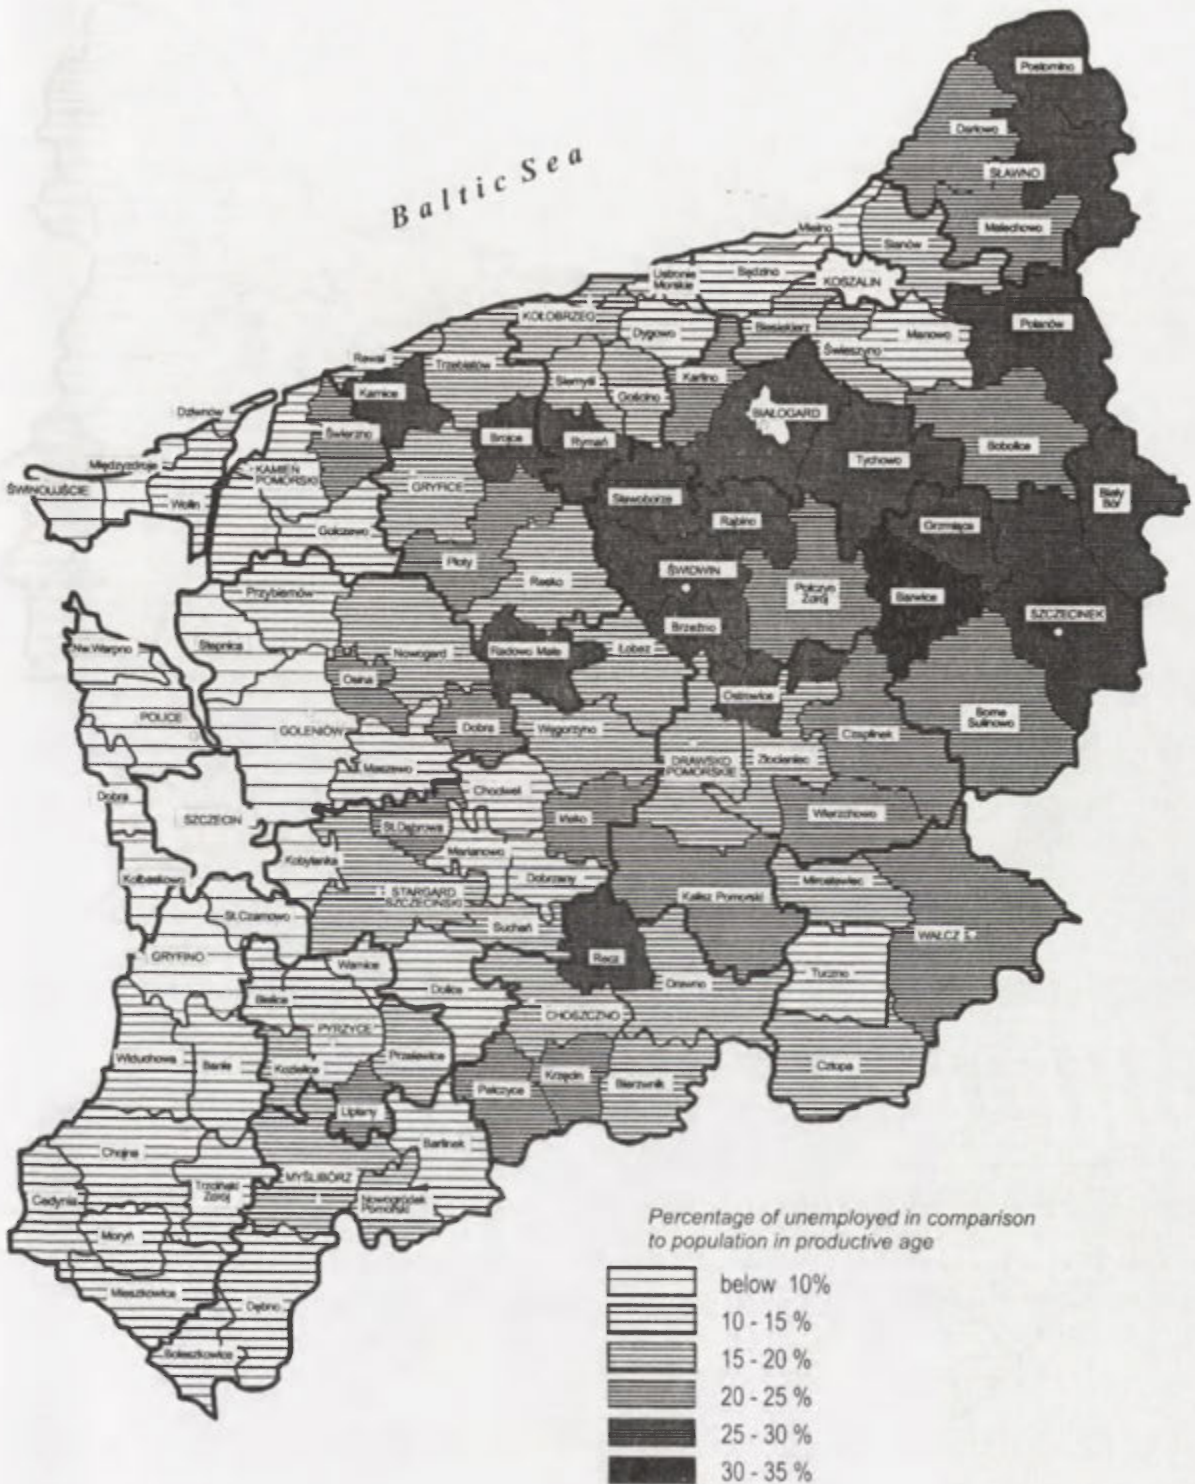 Baltic Sea
Postomino
Darłowo
SŁAWNO
Malechowo
Mielno
Sianów
Ustronie
Morskie
Będzino
KOSZALIN
KOŁOBRZEG
Dygowo
Biesiekierz
Manowo
Polanów
Świeszyno
Rewal
Trzebiatów
Siemyśl
Karlino
Gościno
Karnice
BIAŁOGARD
Dziwnów
Świerzno
Brojce
Rymań
Bobolice
Tychowo
Międzyzdroje
KAMIEŃ
POMORSKI
ŚWINOUJŚCIE
GRYFICE
Wolin
Sławoborze
Biały
Bór
Rąbino
Grzmiąca
Golczewo
Płoty
Resko
ŚWIDWIN
Połczyn
Zdrój
Barwice
Przybiernów
SZCZECINEK
Brzeżno
Stepnica
Nw.Warpno
Nowogard
Radowo Małe
Łobez
Osina
Ostrowice
POLICE
GOLENIÓW
Dobra
Węgorzyno
Czaplinek
Borne
Sulinowo
Maszewo
DRAWSKO
POMORSKIE
Złocieniec
Chociwel
Dobra
SZCZECIN
St.Dąbrowa
Ińsko
Wierzchowo
Kobylanka
Marianowo
Kołbaskowo
Dobrzany
Mirosławiec
STARGARD
SZCZECIŃSKI
Kalisz Pomorski
St.Czarnowo
Suchań
WAŁCZ
GRYFINO
Recz
Warnice
Tuczno
Bielice
Dolice
Drawno
PYRZYCE
CHOSZCZNO
Widuchowa
Banie
Kozielice
Przelewice
Człopa
Pełczyce
Krzęcin
Bierzwnik
Lipiany
Barlinek
Chojna
MYŚLIBÓRZ
Trzcińsko
Zdrój
Cedynia
Nowogródek
Pomorski
Moryń
Mieszkowice
Dębno
Boleszkowice
Percentage of unemployed in comparison
to population in productive age
below 10%
10 - 15 %
15 - 20 %
20 - 25 %
25 - 30 %
30 - 35 %